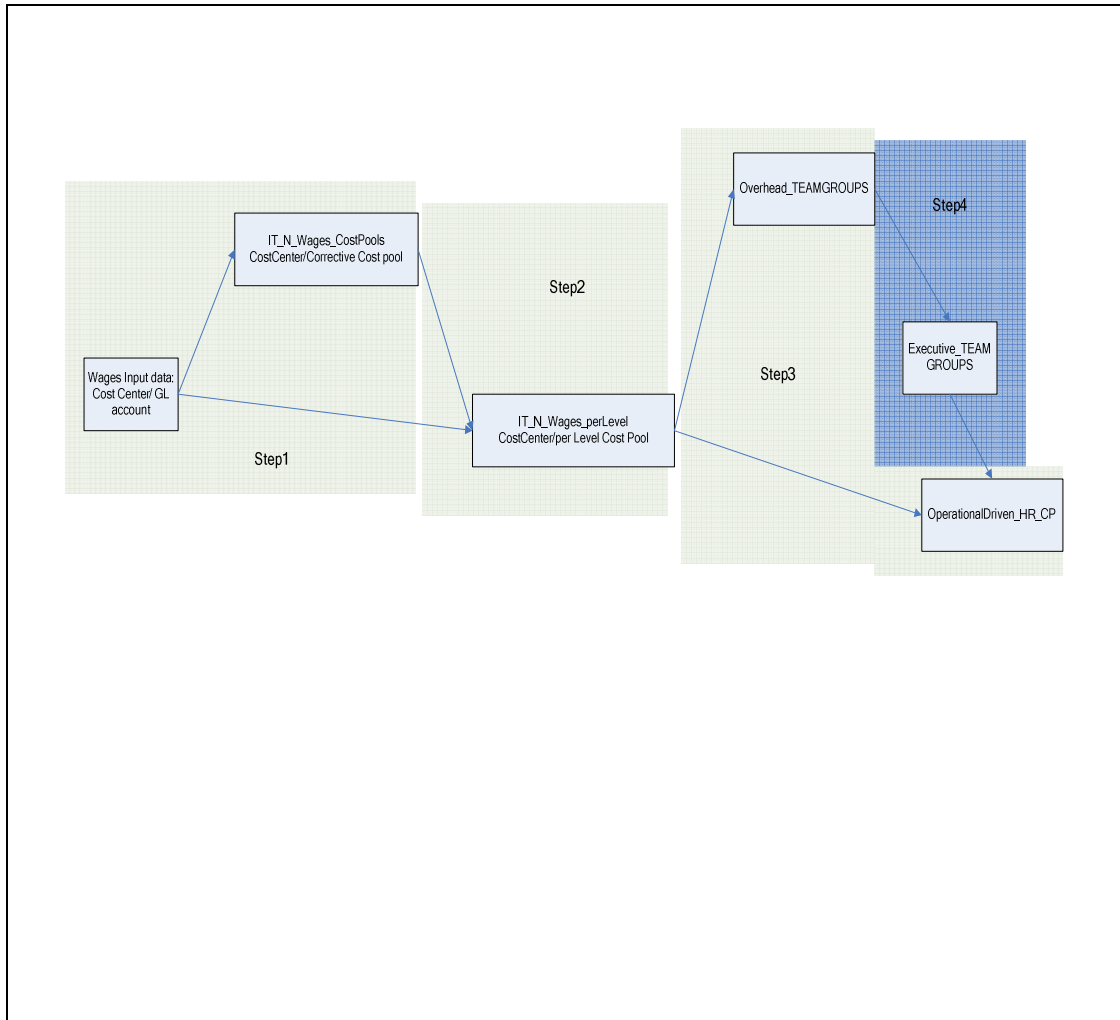 Overhead_TEAMGROUPS
Step4
IT_N_Wages_CostPools
CostCenter/Corrective Cost pool
Step2
Executive_TEAM
GROUPS
Wages Input data:
Cost Center/ GL
account
Step3
IT_N_Wages_perLevel
CostCenter/per Level Cost Pool
Step1
OperationalDriven_HR_CP